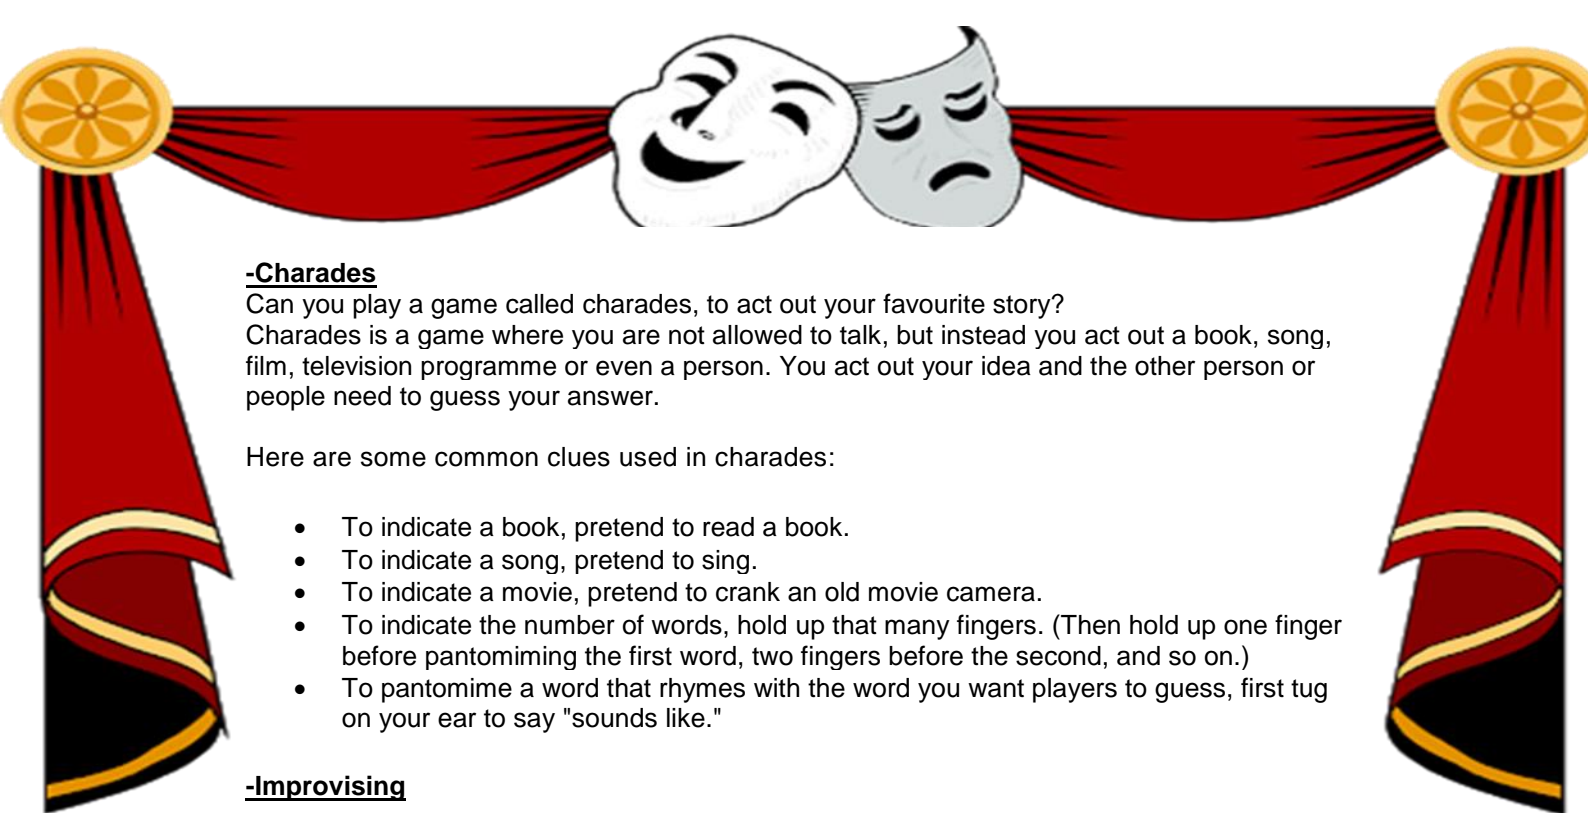 -Charades
Can you play a game called charades, to act out your favourite story?
Charades is a game where you are not allowed to talk, but instead you act out a book, song,
film, television programme or even a person. You act out your idea and the other person or
people need to guess your answer.
Here are some common clues used in charades:
• To indicate a book, pretend to read a book.
• To indicate a song, pretend to sing.
• To indicate a movie, pretend to crank an old movie camera.
• To indicate the number of words, hold up that many fingers. (Then hold up one finger
before pantomiming the first word, two fingers before the second, and so on.)
• To pantomime a word that rhymes with the word you want players to guess, first tug
on your ear to say "sounds like."
-Improvising